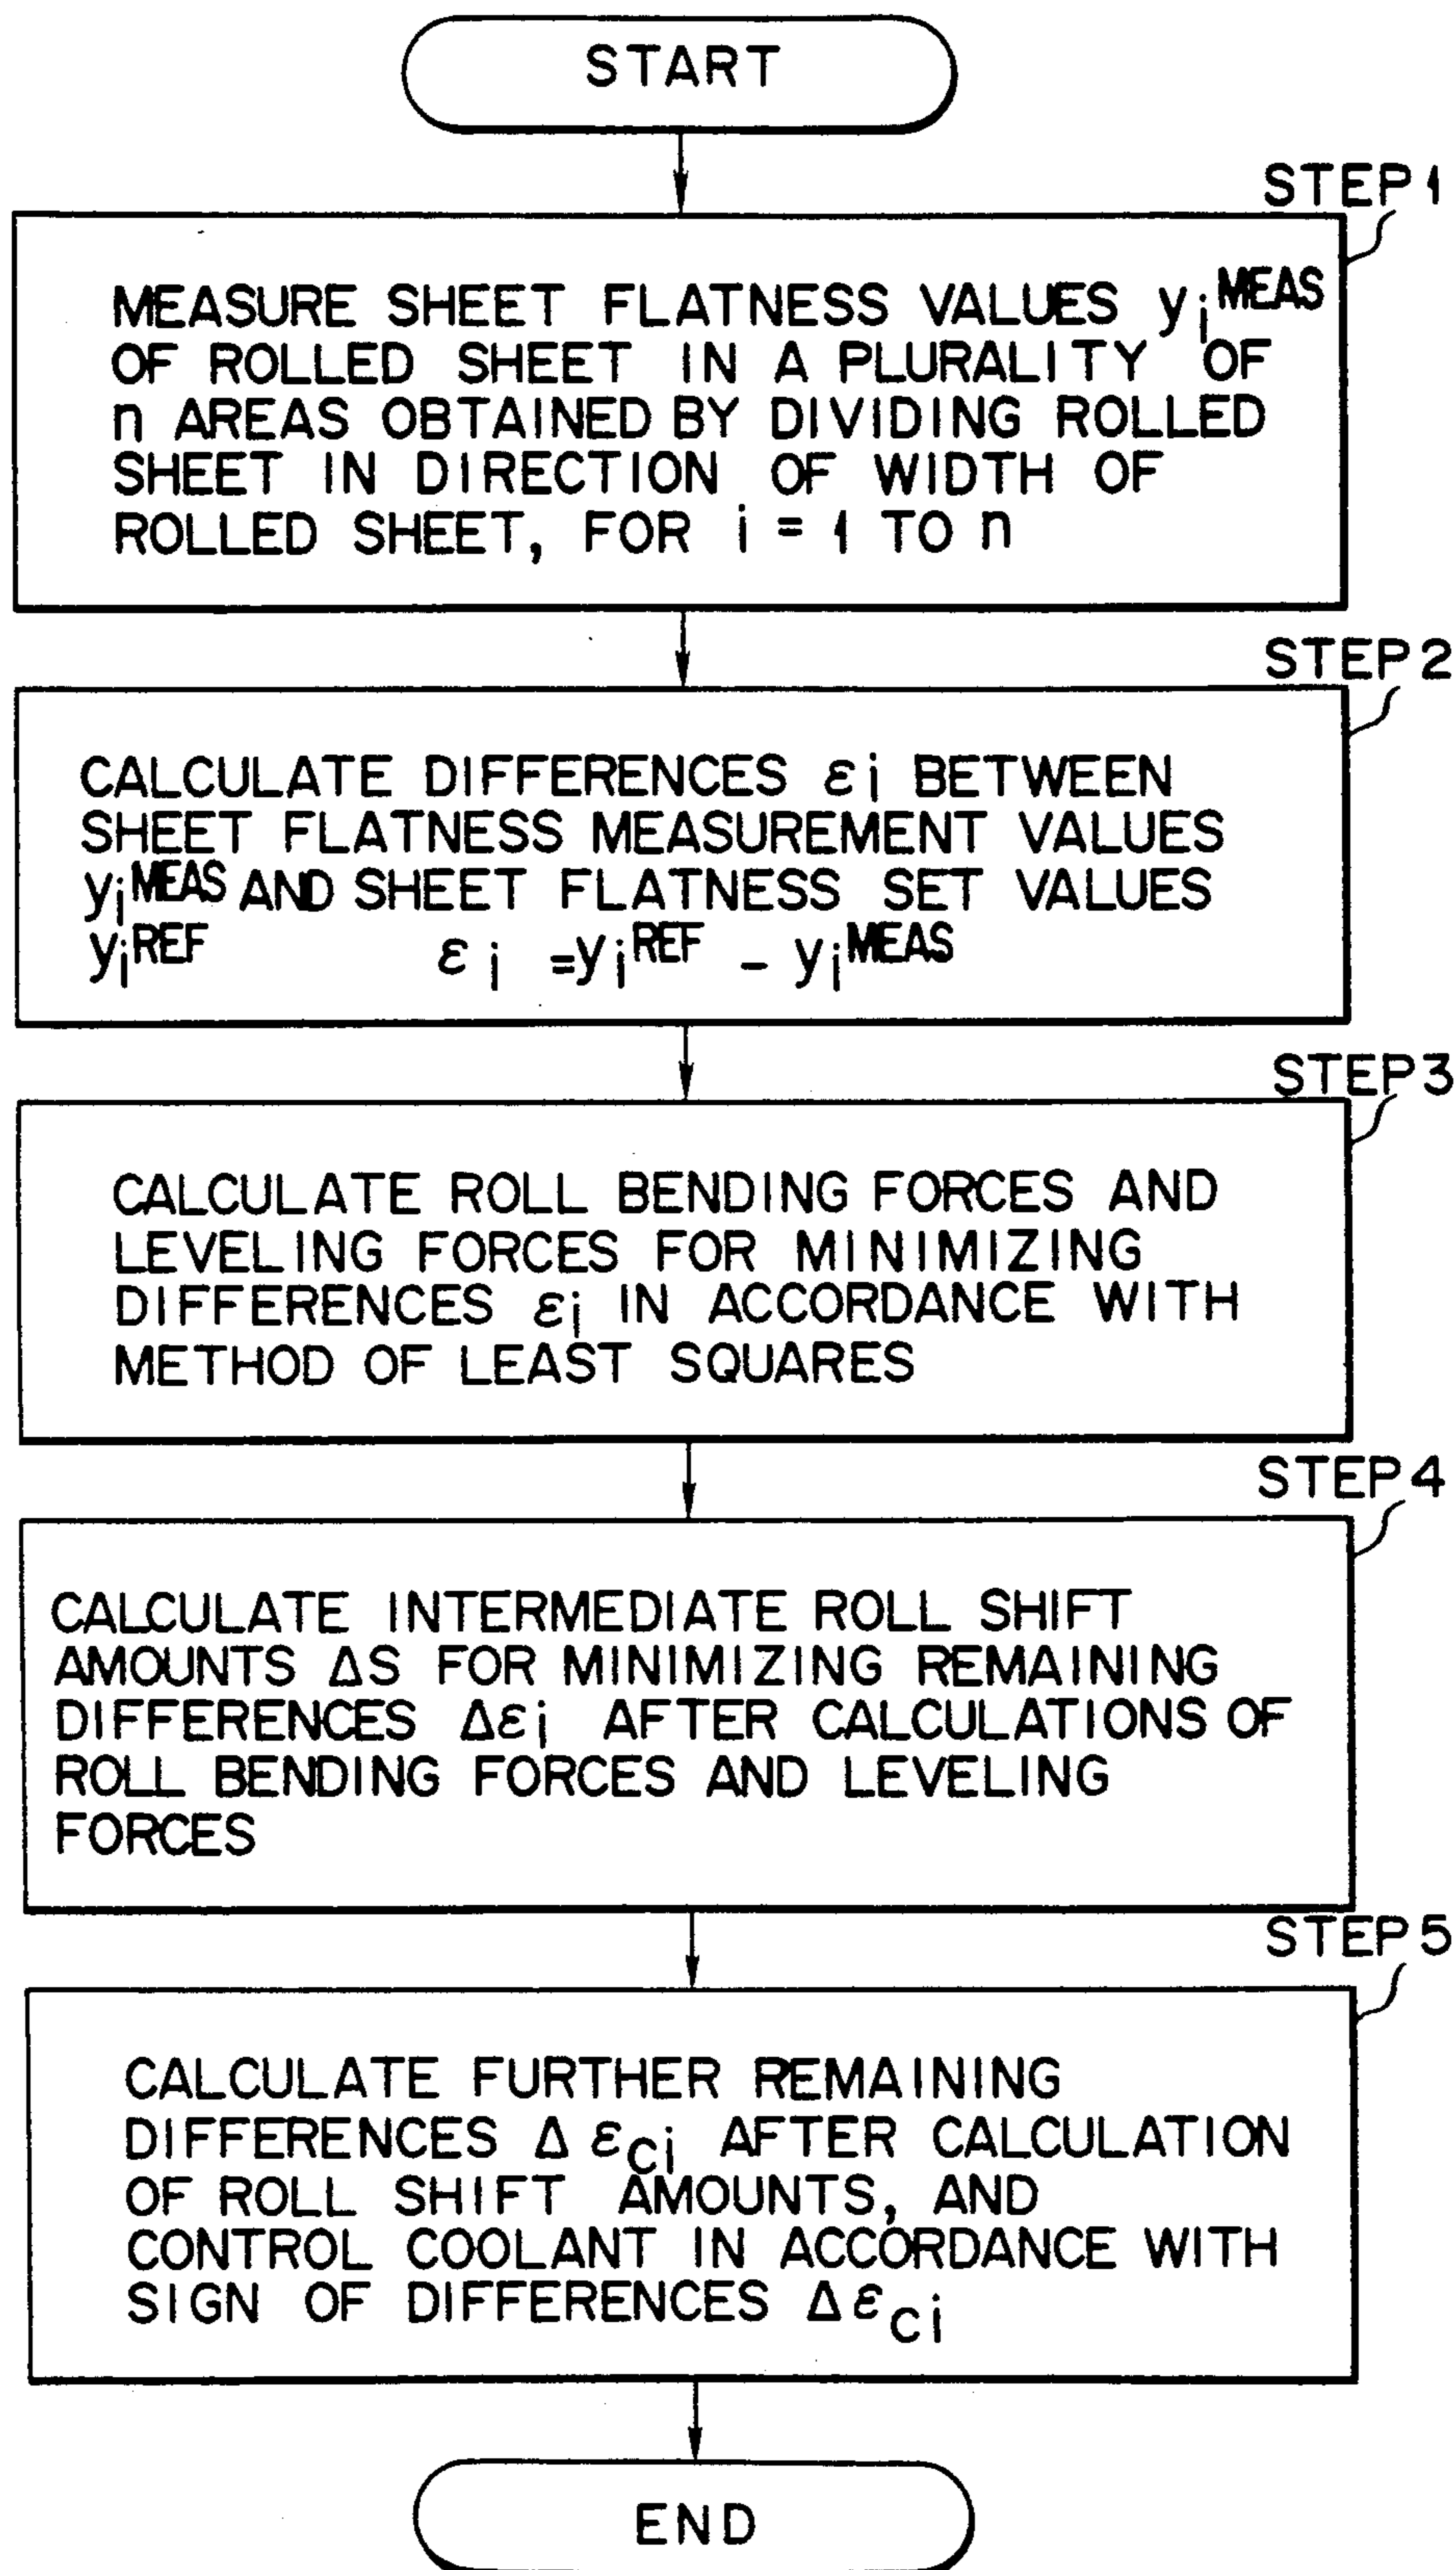 START
STEP 1
MEASURE SHEET FLATNESS VALUES yi^MEAS
OF ROLLED SHEET IN A PLURALITY OF
n AREAS OBTAINED BY DIVIDING ROLLED
SHEET IN DIRECTION OF WIDTH OF
ROLLED SHEET, FOR i = 1 TO n
STEP 2
CALCULATE DIFFERENCES εi BETWEEN
SHEET FLATNESS MEASUREMENT VALUES
yi^MEAS AND SHEET FLATNESS SET VALUES
yi^REF εi = yi^REF - yi^MEAS
STEP 3
CALCULATE ROLL BENDING FORCES AND
LEVELING FORCES FOR MINIMIZING
DIFFERENCES εi IN ACCORDANCE WITH
METHOD OF LEAST SQUARES
STEP 4
CALCULATE INTERMEDIATE ROLL SHIFT
AMOUNTS ΔS FOR MINIMIZING REMAINING
DIFFERENCES Δεi AFTER CALCULATIONS OF
ROLL BENDING FORCES AND LEVELING
FORCES
STEP 5
CALCULATE FURTHER REMAINING
DIFFERENCES Δ εci AFTER CALCULATION
OF ROLL SHIFT AMOUNTS, AND
CONTROL COOLANT IN ACCORDANCE WITH
SIGN OF DIFFERENCES Δεci
END